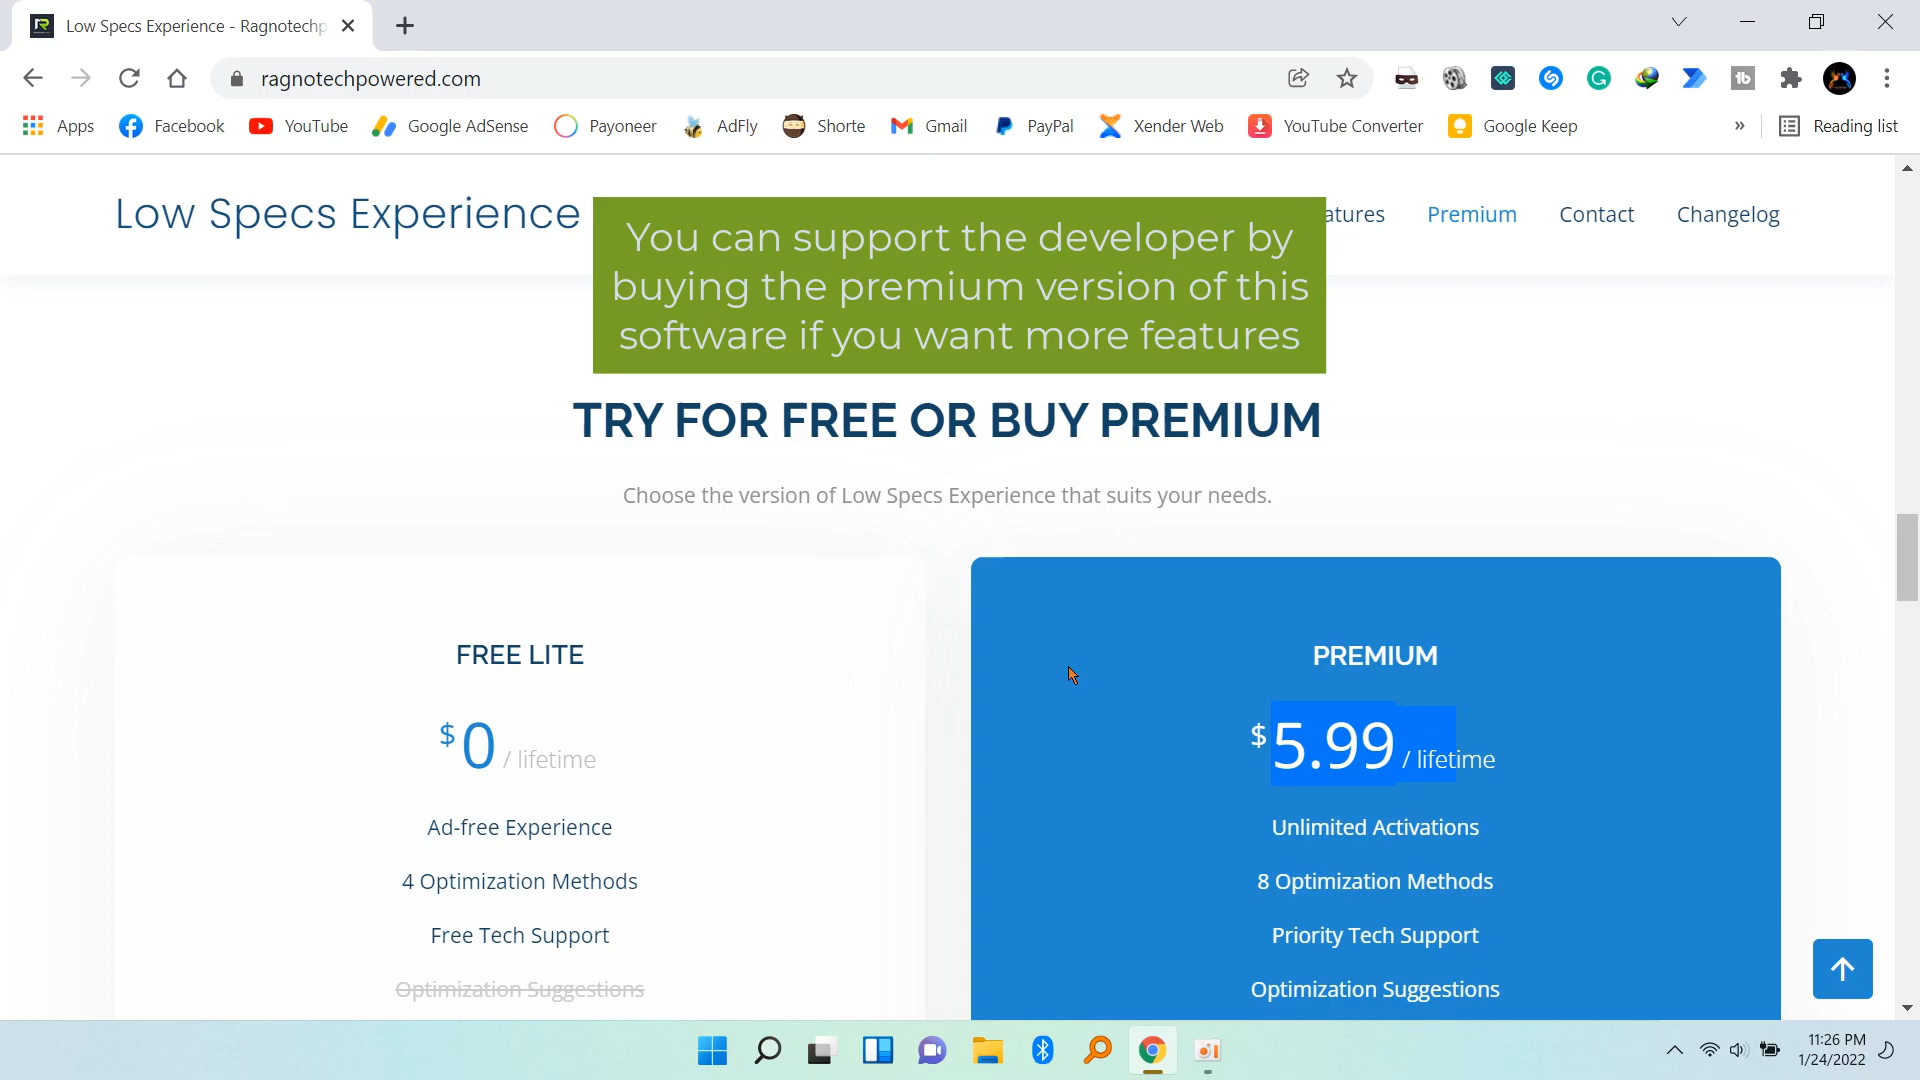 Low Specs Experience - Ragnotechp
ragnotechpowered.com
Apps
Facebook
YouTube
Google AdSense
Payoneer
AdFly
Shorte
Gmail
PayPal
Xender Web
YouTube Converter
Google Keep
»
Reading list
Low Specs Experience
atures
Premium
Contact
Changelog
You can support the developer by
buying the premium version of this
software if you want more features
TRY FOR FREE OR BUY PREMIUM
Choose the version of Low Specs Experience that suits your needs.
FREE LITE
$0 / lifetime
Ad-free Experience
4 Optimization Methods
Free Tech Support
Optimization Suggestions
PREMIUM
$5.99 / lifetime
Unlimited Activations
8 Optimization Methods
Priority Tech Support
Optimization Suggestions
11:26 PM
1/24/2022